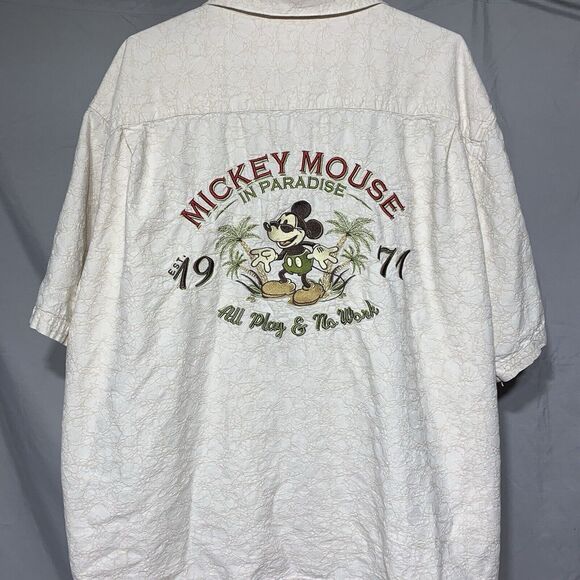 MICKEY MOUSE
IN PARADISE
EST. 19 71
All Play & No Work